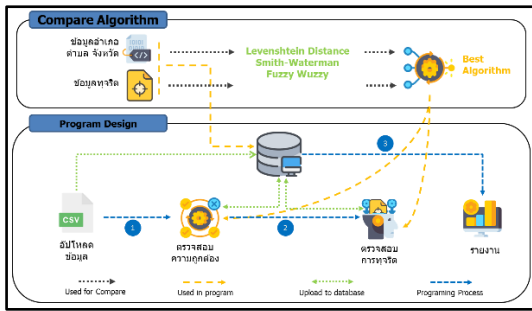 Compare Algorithm
ข้อมูลอำเภอ
ตำบล จังหวัด
ข้อมูลทุจริต
Levenshtein Distance
Smith-Waterman
Fuzzy Wuzzy
Best
Algorithm
Program Design
3
CSV
1
2
อัปโหลด
ข้อมูล
ตรวจสอบ
ความถูกต้อง
ตรวจสอบ
การทุจริต
รายงาน
Used for Compare
Used in program
Upload to database
Programing Process